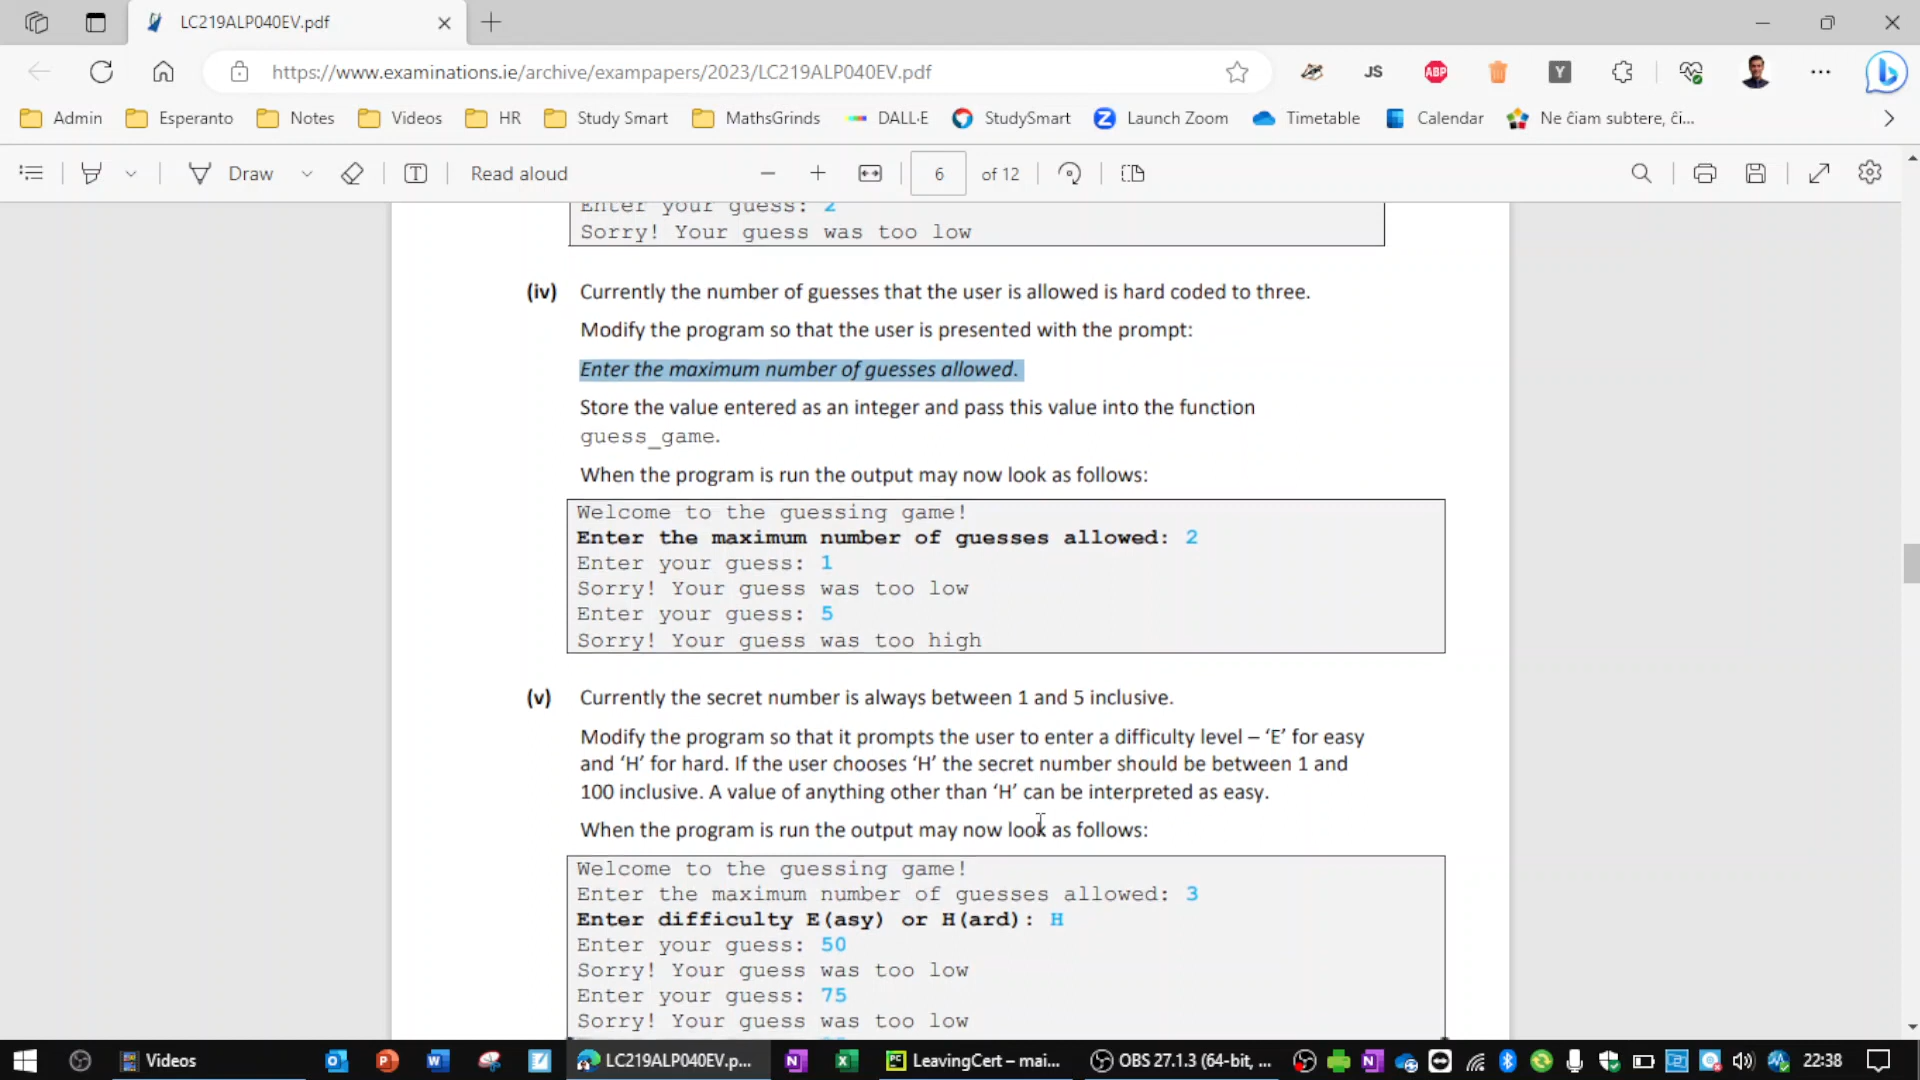 LC219ALP040EV.pdf
https://www.examinations.ie/archive/exampapers/2023/LC219ALP040EV.pdf
JS
ABP
Y
Admin
Esperanto
Notes
Videos
HR
Study Smart
MathsGrinds
DALL·E
StudySmart
Launch Zoom
Timetable
Calendar
Ne ĉiam subtere, ĉi...
Draw
Read aloud
6
of 12
Enter your guess: 2
Sorry! Your guess was too low
(iv) Currently the number of guesses that the user is allowed is hard coded to three.
Modify the program so that the user is presented with the prompt:
Enter the maximum number of guesses allowed.
Store the value entered as an integer and pass this value into the function
guess_game.
When the program is run the output may now look as follows:
Welcome to the guessing game!
Enter the maximum number of guesses allowed: 2
Enter your guess: 1
Sorry! Your guess was too low
Enter your guess: 5
Sorry! Your guess was too high
(v) Currently the secret number is always between 1 and 5 inclusive.
Modify the program so that it prompts the user to enter a difficulty level – ‘E’ for easy
and ‘H’ for hard. If the user chooses ‘H’ the secret number should be between 1 and
100 inclusive. A value of anything other than ‘H’ can be interpreted as easy.
When the program is run the output may now look as follows:
Welcome to the guessing game!
Enter the maximum number of guesses allowed: 3
Enter difficulty E(asy) or H(ard): H
Enter your guess: 50
Sorry! Your guess was too low
Enter your guess: 75
Sorry! Your guess was too low
Videos
LC219ALP040EV.p...
LeavingCert – mai...
OBS 27.1.3 (64-bit, ...
22:38